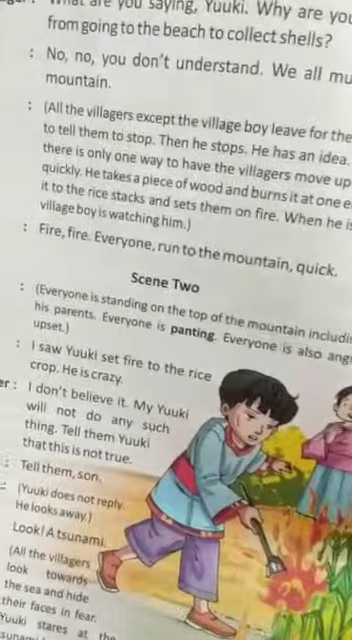 What are you saying, Yuuki. Why are you
from going to the beach to collect shells?
: No, no, you don't understand. We all mu
mountain.
: (All the villagers except the village boy leave for the
to tell them to stop. Then he stops. He has an idea.
there is only one way to have the villagers move up
quickly. He takes a piece of wood and burns it at one e
it to the rice stacks and sets them on fire. When he is
village boy is watching him.)
: Fire, fire. Everyone, run to the mountain, quick.
Scene Two
: (Everyone is standing on the top of the mountain includi
his parents. Everyone is panting. Everyone is also ang
upset.)
: I saw Yuuki set fire to the rice
crop. He is crazy.
er : I don't believe it. My Yuuki
will not do any such
thing. Tell them Yuuki
that this is not true.
: Tell them, son.
: (Yuuki does not reply.
He looks away.)
Look! A tsunami.
(All the villagers
look towards
the sea and hide
their faces in fear.
Yuuki stares at the